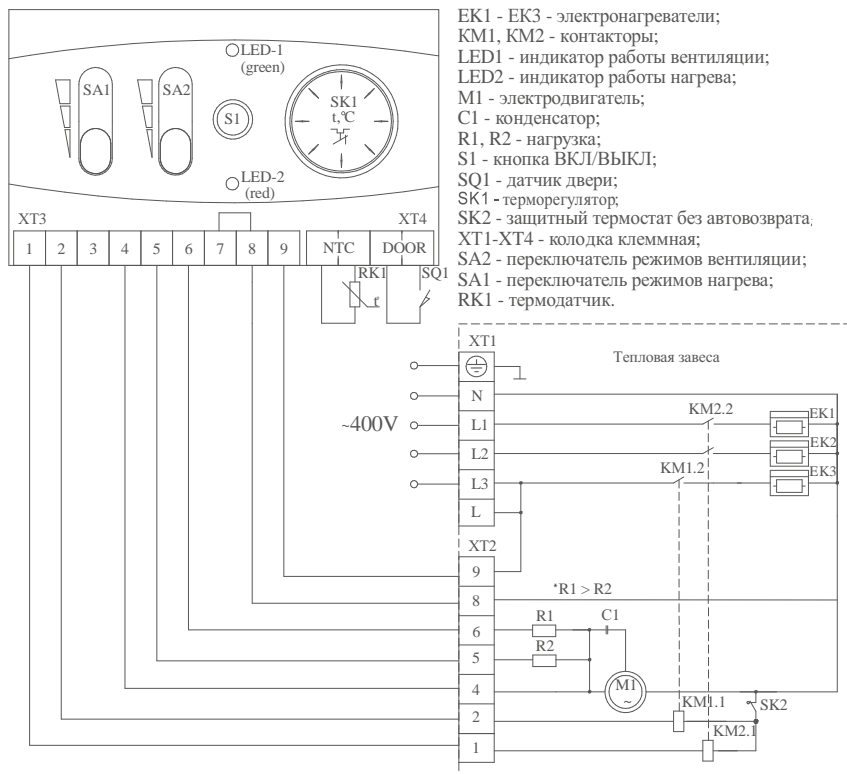 LED-1
(green)
SA1
SA2
S1
SK1
t,°C
LED-2
(red)
XT3
XT4
1 2 3 4 5 6 7 8 9 NTC DOOR
RK1
t°
SQ1
EK1 - ЕК3 - электронагреватели;
КМ1, КМ2 - контакторы;
LED1 - индикатор работы вентиляции;
LED2 - индикатор работы нагрева;
М1 - электродвигатель;
С1 - конденсатор;
R1, R2 - нагрузка;
S1 - кнопка ВКЛ/ВЫКЛ;
SQ1 - датчик двери;
SK1 - терморегулятор;
SK2 - защитный термостат без автовозврата;
XT1-XT4 - колодка клеммная;
SA2 - переключатель режимов вентиляции;
SA1 - переключатель режимов нагрева;
RK1 - термодатчик.
XT1
Тепловая завеса
N
~400V
L1
L2
L3
L
KM2.2
KM1.2
EK1
EK2
EK3
XT2
9
8
6
5
4
2
1
*R1 > R2
R1
C1
R2
M1
~
KM1.1
SK2
KM2.1